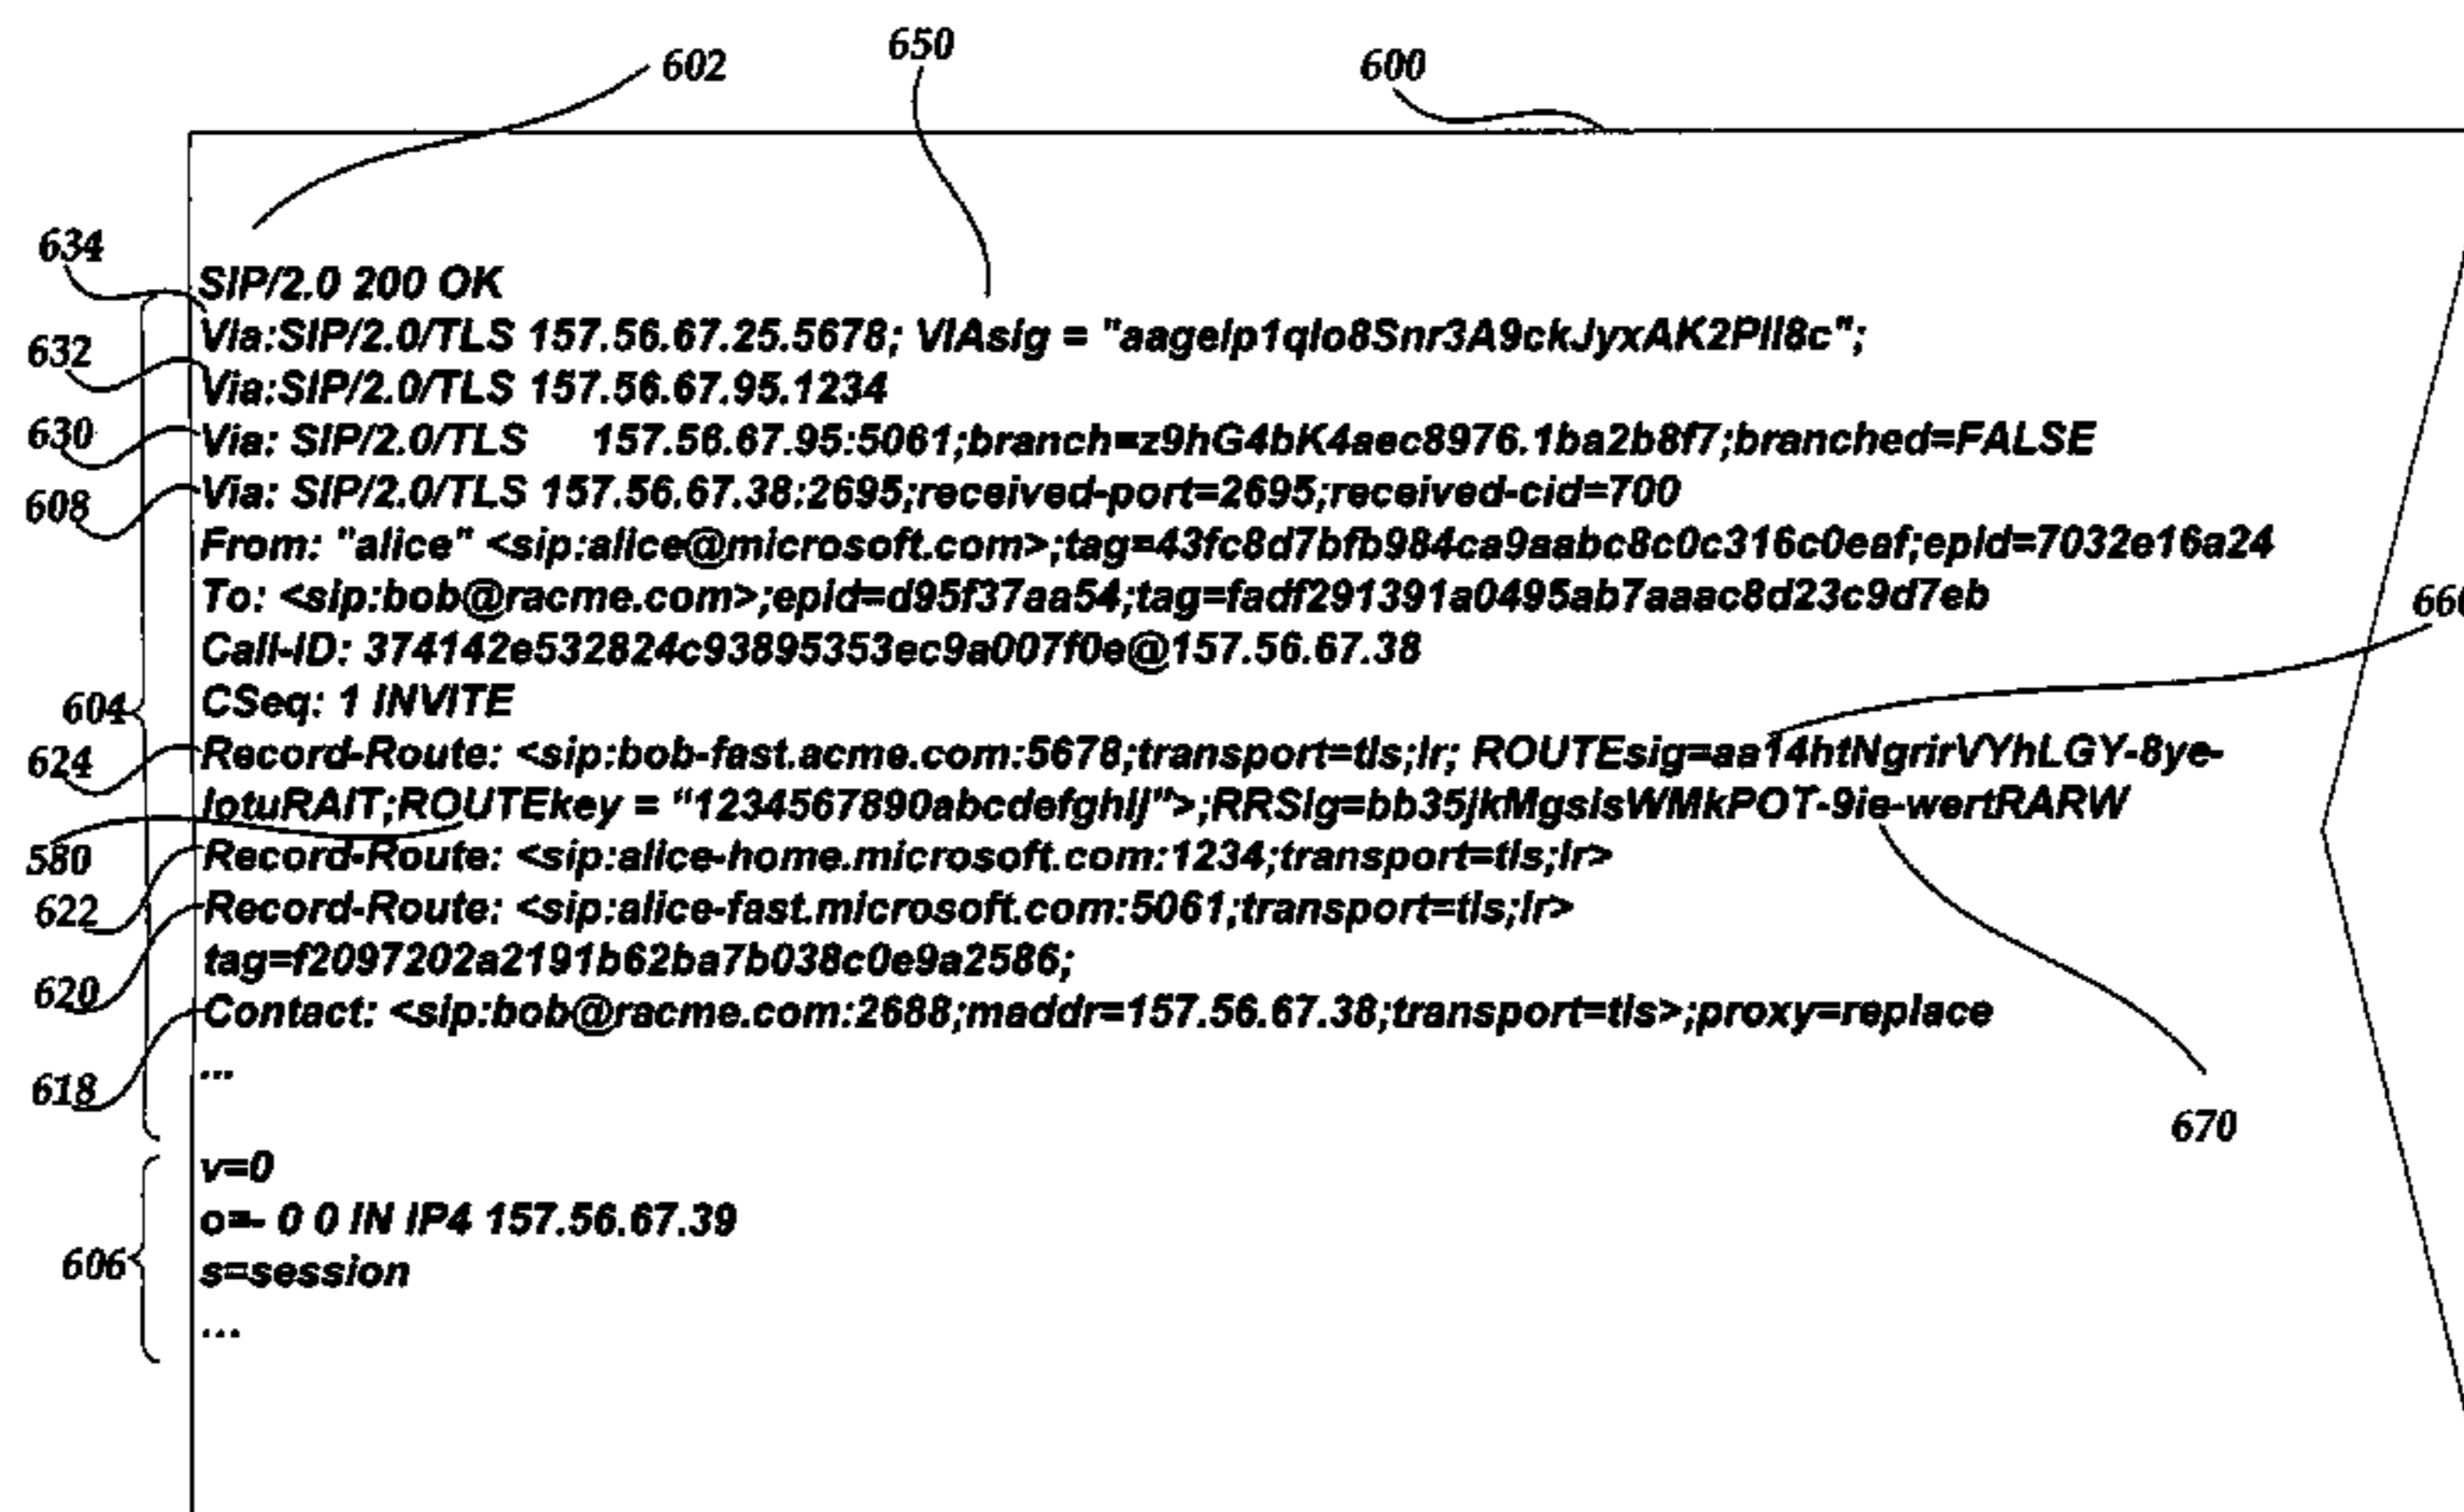 602
650
600
634
SIP/2.0 200 OK
Via:SIP/2.0/TLS 157.56.67.25.5678; VIAsig = "aageIp1qIo8Snr3A9ckJyxAK2PII8c";
632
Via:SIP/2.0/TLS 157.56.67.95.1234
630
Via: SIP/2.0/TLS 157.56.67.95:5061;branch=z9hG4bK4aec8976.1ba2b8f7;branched=FALSE
608
Via: SIP/2.0/TLS 157.56.67.38:2695;received-port=2695;received-cid=700
From: "alice" <sip:alice@microsoft.com>;tag=43fc8d7bfb984ca9aabc8c0c316c0eaf;epid=7032e16a24
To: <sip:bob@racme.com>;epid=d95f37aa54;tag=fadf291391a0495ab7aaac8d23c9d7eb
660
Call-ID: 374142e532824c93895353ec9a007f0e@157.56.67.38
CSeq: 1 INVITE
604
624
Record-Route: <sip:bob-fast.acme.com:5678;transport=tls;lr; ROUTEsig=aa14htNgrirVYhLGY-8ye-
lotuRAIT;ROUTEkey = “1234567890abcdefghij”>;RRSig=bb35jkMgsisWMkPOT-9ie-wertRARW
580
Record-Route: <sip:alice-home.microsoft.com:1234;transport=tls;lr>
622
Record-Route: <sip:alice-fast.microsoft.com:5061;transport=tls;lr>
tag=f2097202a2191b62ba7b038c0e9a2586;
620
Contact: <sip:bob@racme.com:2688;maddr=157.56.67.38;transport=tls>;proxy=replace
618
...
670
v=0
o=- 0 0 IN IP4 157.56.67.39
606
s=session
...